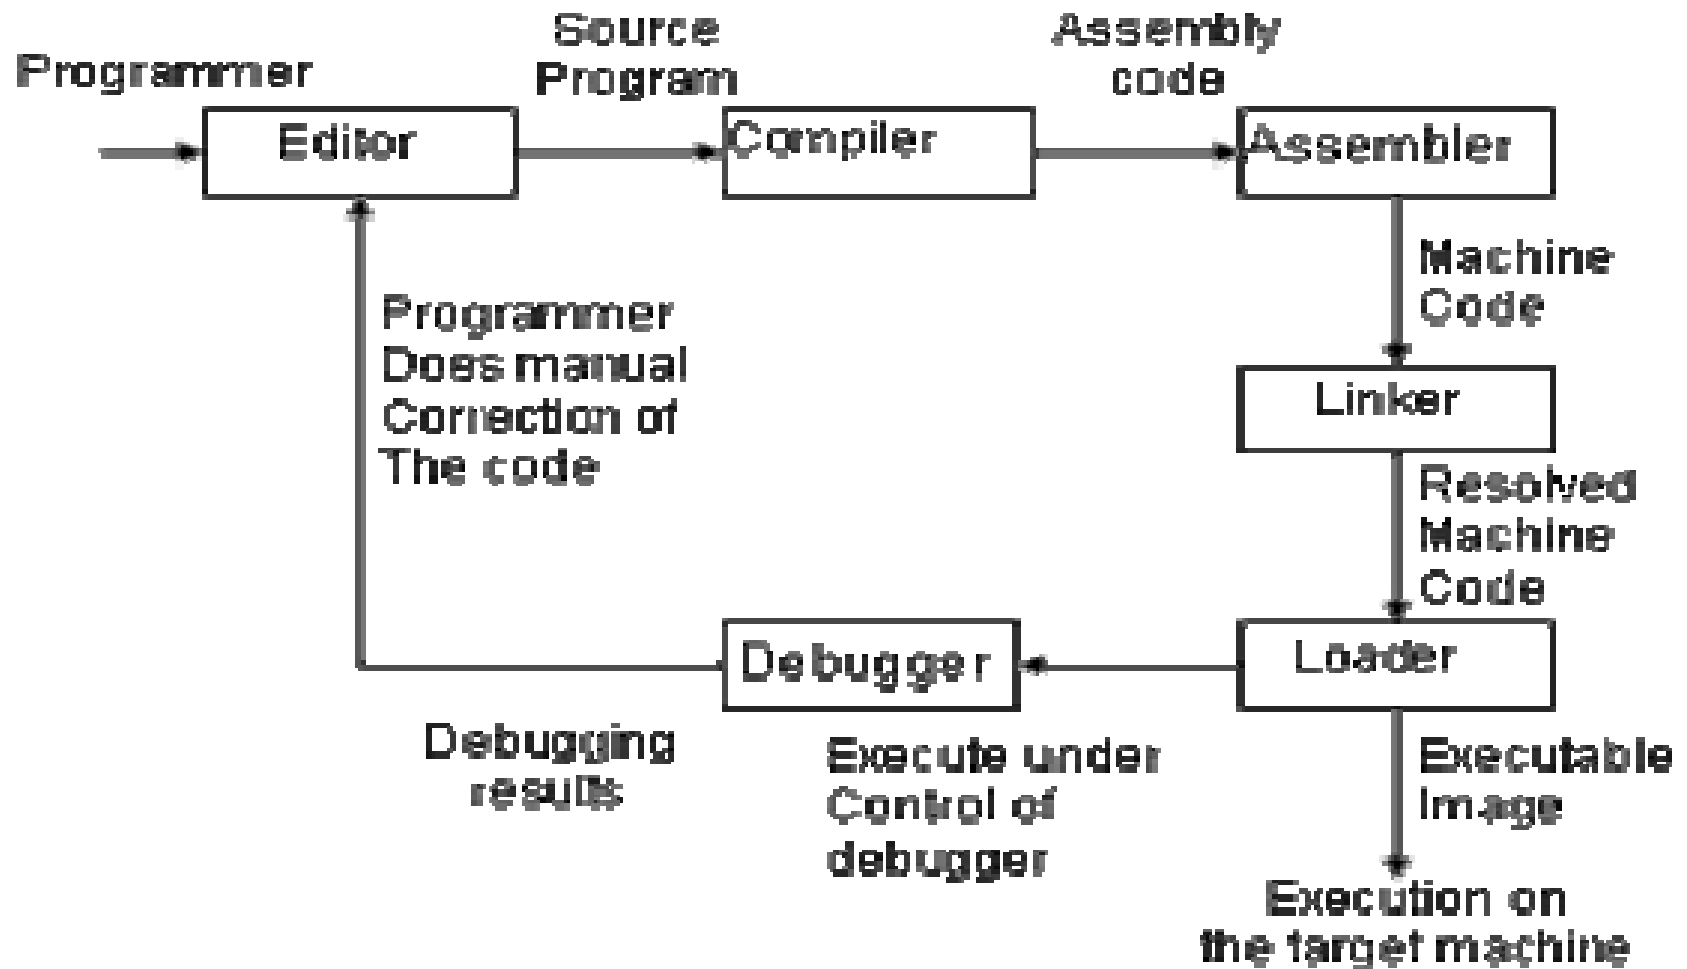 Programmer
Source
Program
Assembly
code
Editor
Compiler
Assembler
Machine
Code
Programmer
Does manual
Correction of
The code
Linker
Resolved
Machine
Code
Debugger
Loader
Debugging
results
Execute under
Control of
debugger
Executable
Image
Execution on
the target machine